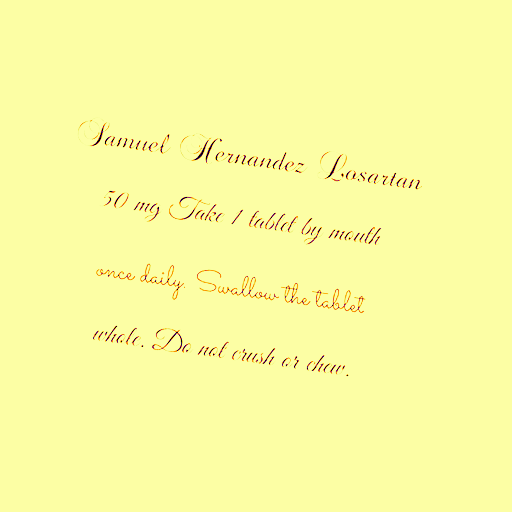 Samuel Hernandez Losartan
50 mg Take 1 tablet by mouth
once daily. Swallow the tablet
whole. Do not crush or chew.